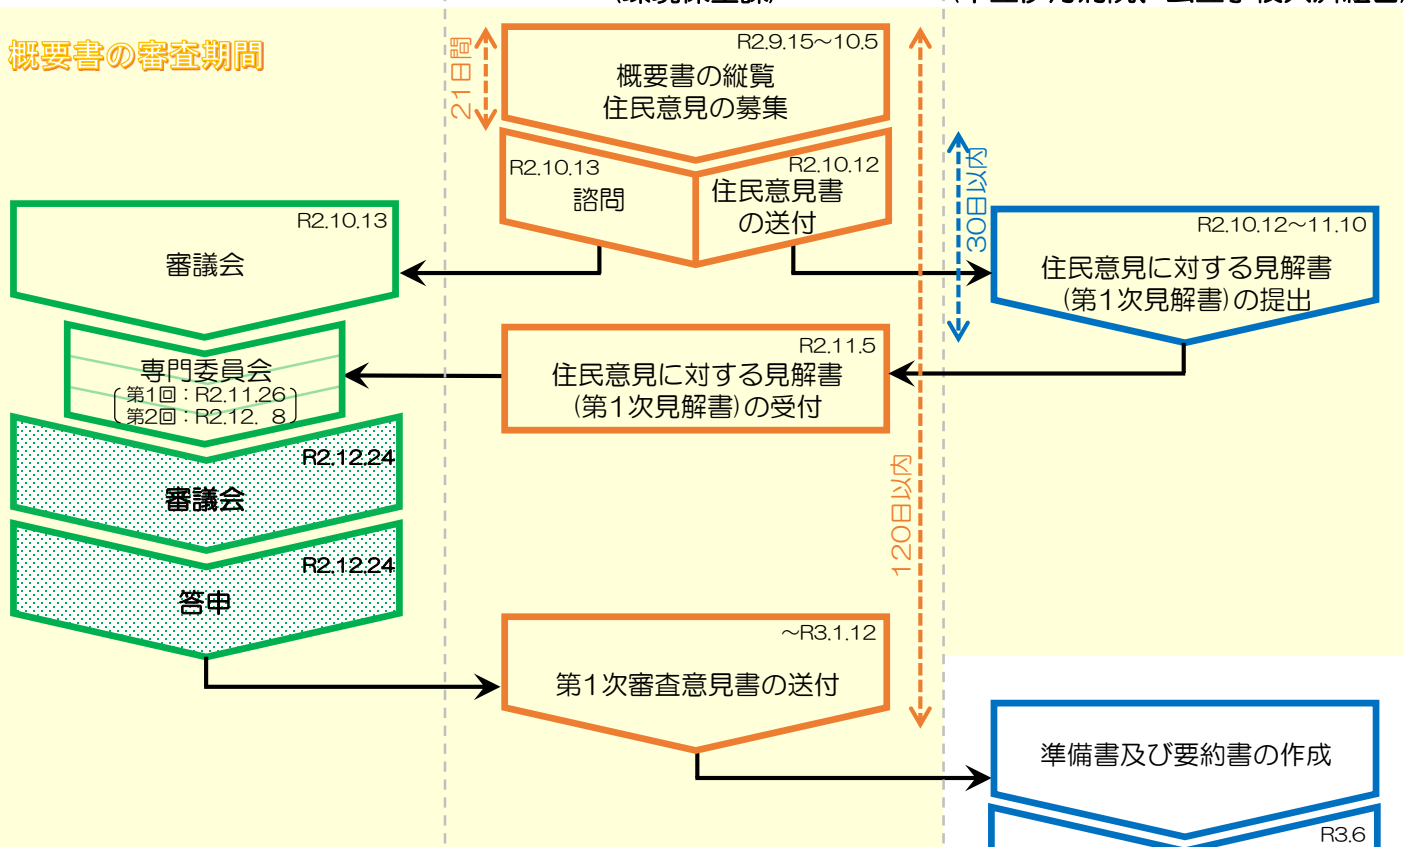 概要書の審査期間
21日間
R2.9.15～10.5
概要書の縦覧
住民意見の募集
R2.10.13
諮問
R2.10.12
住民意見書
の送付
120日以内
30日以内
R2.10.13
審議会
R2.10.12～11.10
住民意見に対する見解書
(第1次見解書)の提出
専門委員会
第1回：R2.11.26
第2回：R2.12. 8
R2.11.5
住民意見に対する見解書
(第1次見解書)の受付
R2.12.24
審議会
R2.12.24
答申
～R3.1.12
第1次審査意見書の送付
準備書及び要約書の作成
R3.6